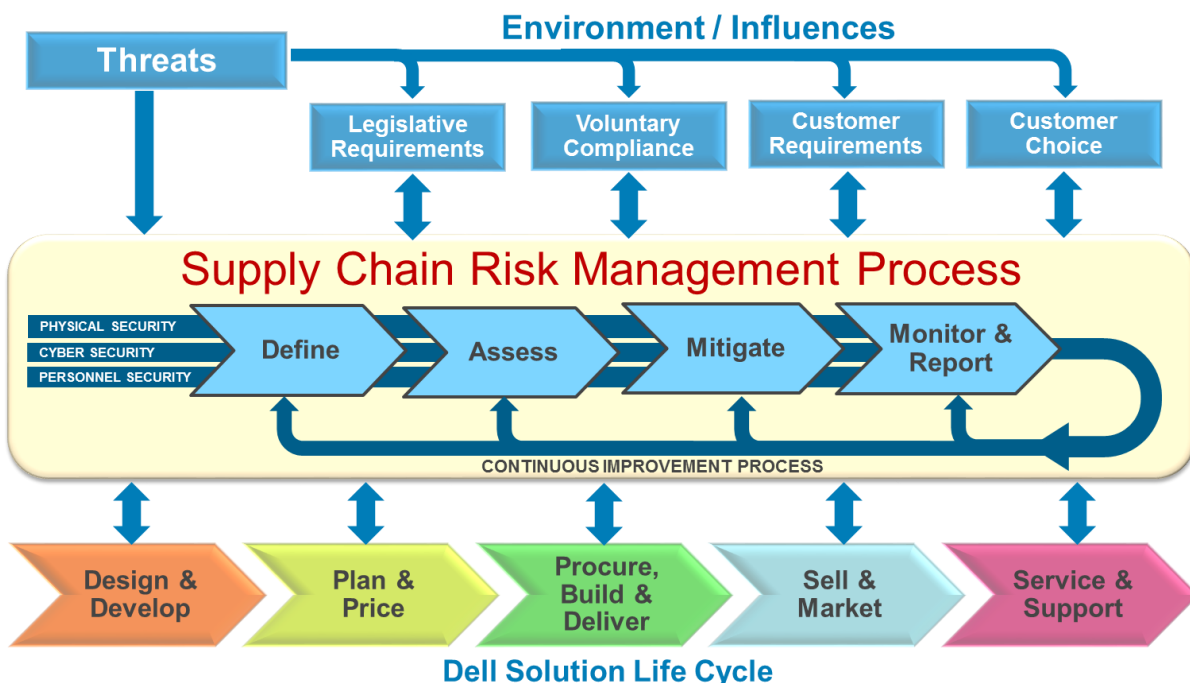 Environment / Influences
Threats
Legislative
Requirements
Voluntary
Compliance
Customer
Requirements
Customer
Choice
Supply Chain Risk Management Process
PHYSICAL SECURITY
CYBER SECURITY
PERSONNEL SECURITY
Define
Assess
Mitigate
Monitor &
Report
CONTINUOUS IMPROVEMENT PROCESS
Design &
Develop
Plan &
Price
Procure,
Build &
Deliver
Sell &
Market
Service &
Support
Dell Solution Life Cycle